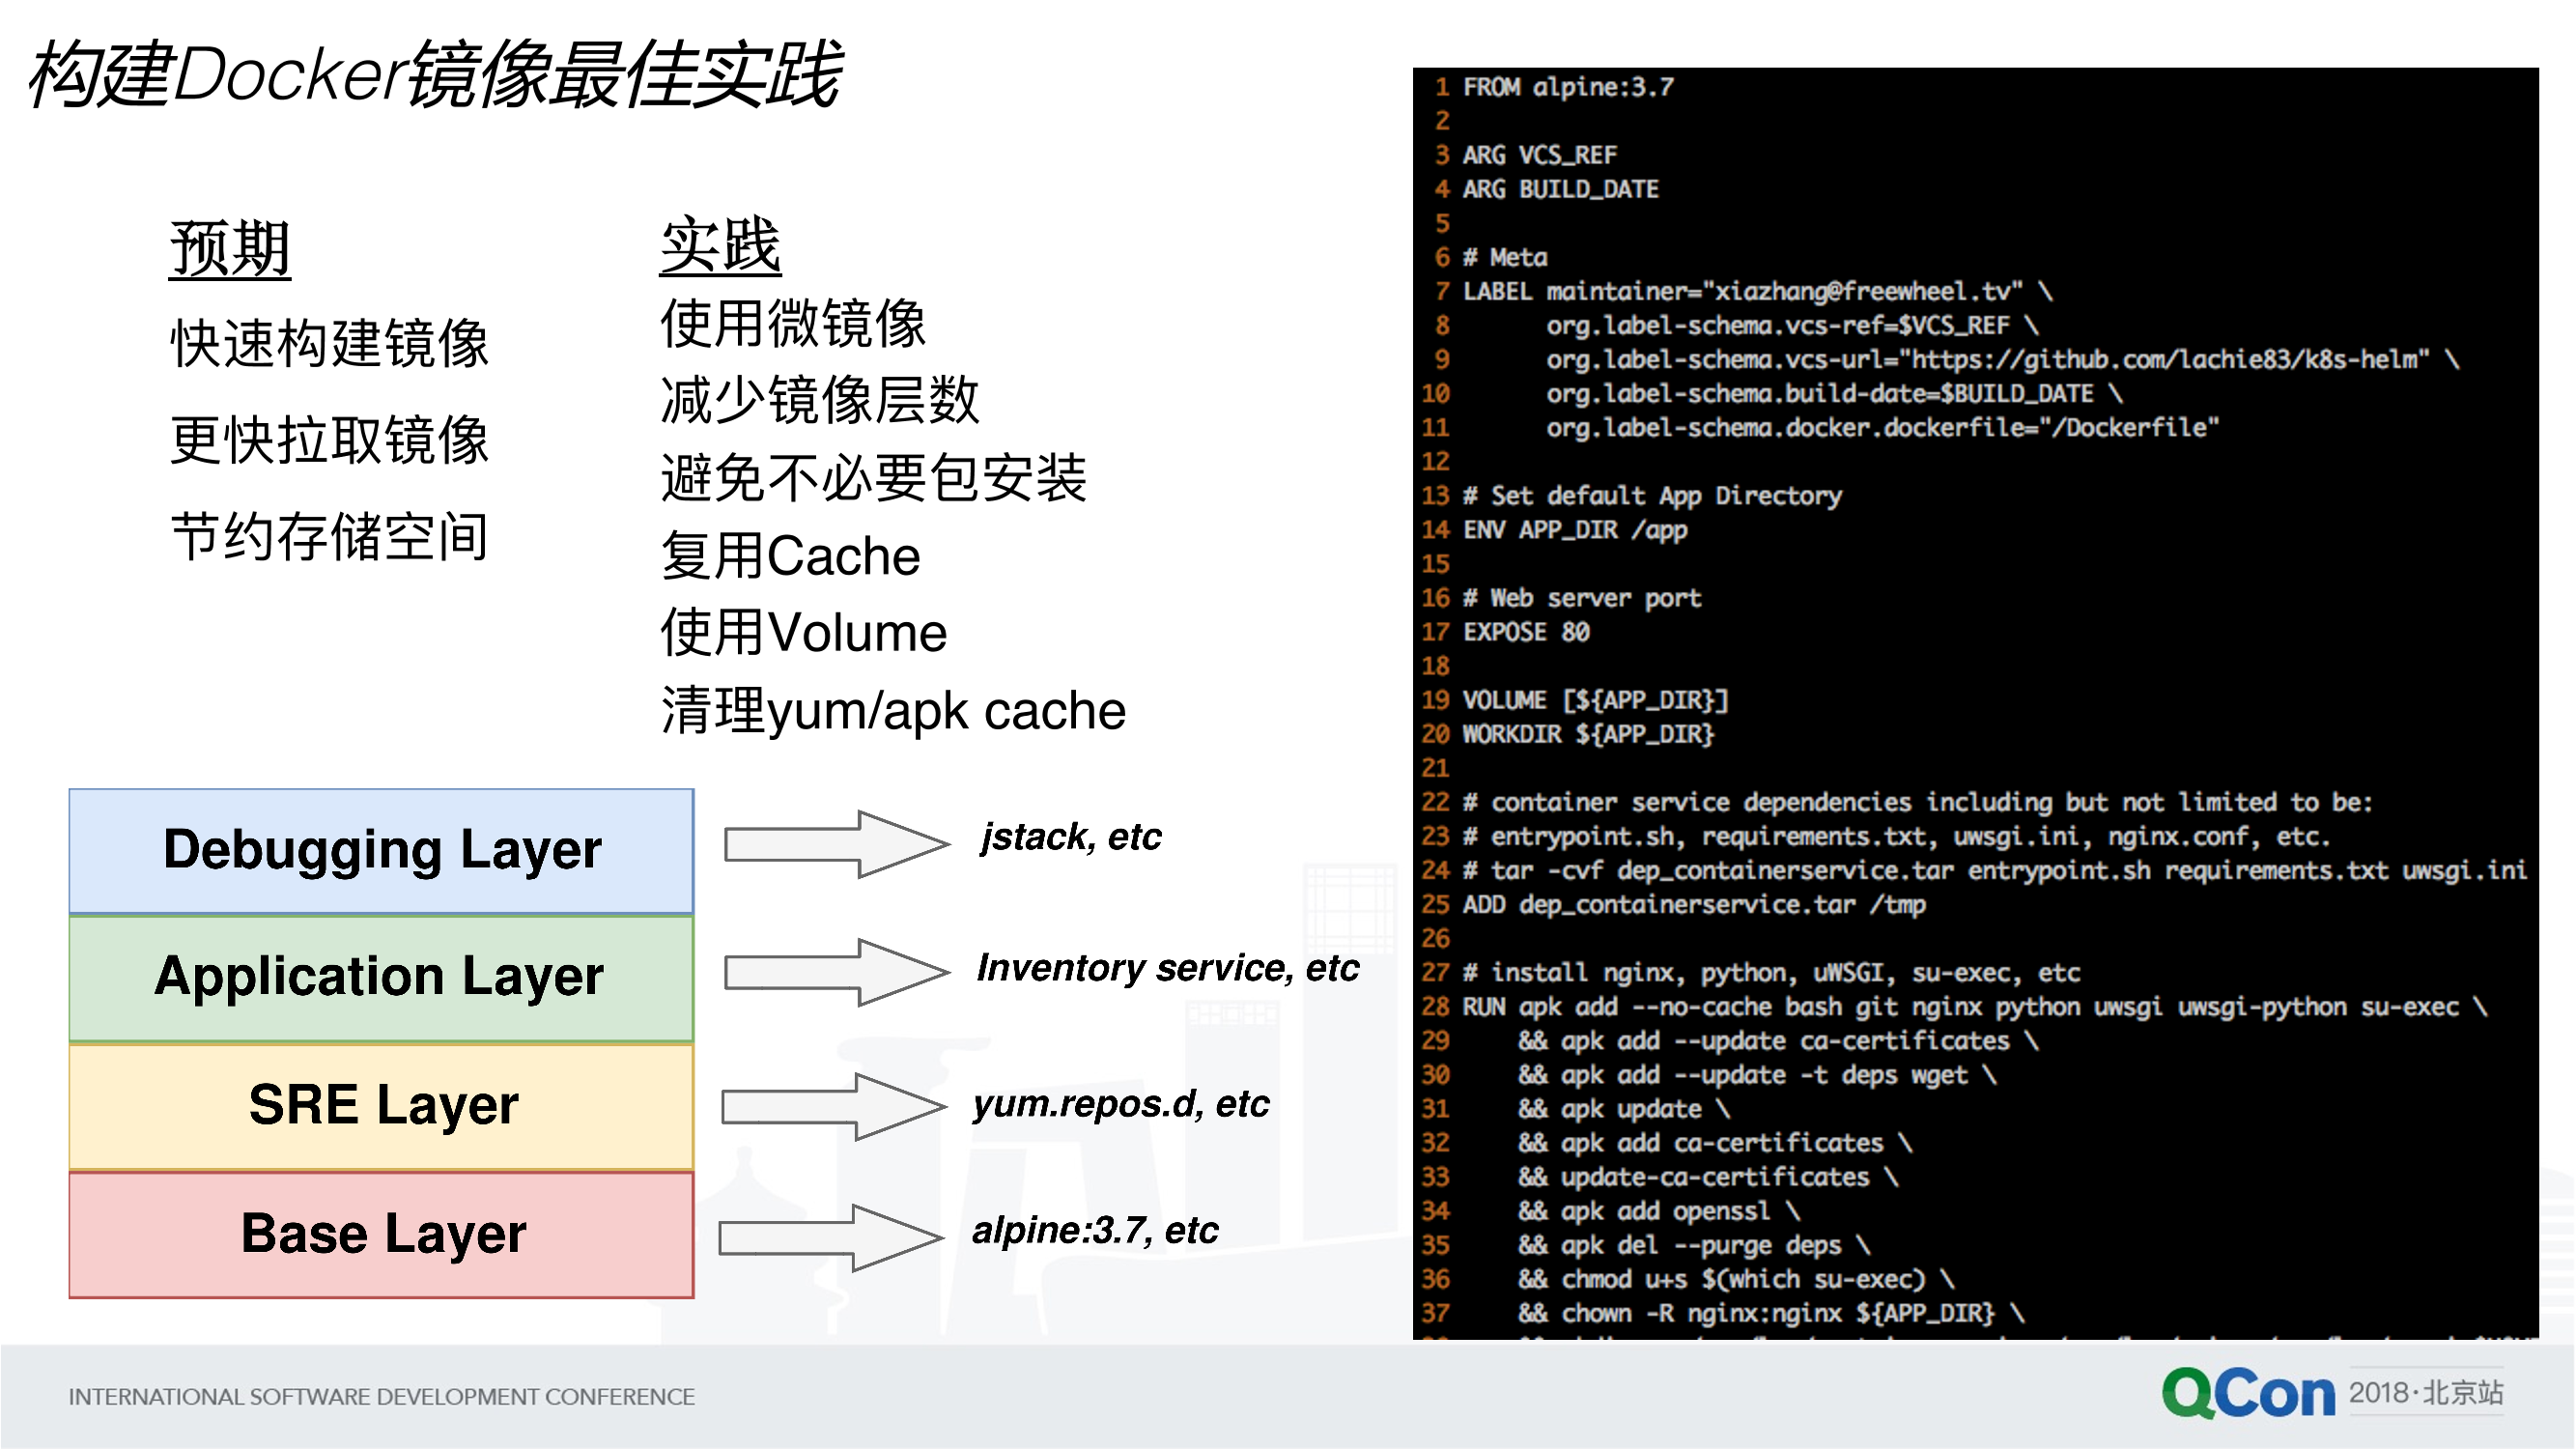 构建Docker镜像最佳实践
预期
快速构建镜像
更快拉取镜像
节约存储空间
实践
使用微镜像
减少镜像层数
避免不必要包安装
复用Cache
使用Volume
清理yum/apk cache
Debugging Layer
jstack, etc
Application Layer
Inventory service, etc
SRE Layer
yum.repos.d, etc
Base Layer
alpine:3.7, etc
1 FROM alpine:3.7
2
3 ARG VCS_REF
4 ARG BUILD_DATE
5
6 # Meta
7 LABEL maintainer="xiazhang@freewheel.tv" \
8 org.label-schema.vcs-ref=$VCS_REF \
9 org.label-schema.vcs-url="https://github.com/lachie83/k8s-helm" \
10 org.label-schema.build-date=$BUILD_DATE \
11 org.label-schema.docker.dockerfile="/Dockerfile"
12
13 # Set default App Directory
14 ENV APP_DIR /app
15
16 # Web server port
17 EXPOSE 80
18
19 VOLUME [${APP_DIR}]
20 WORKDIR ${APP_DIR}
21
22 # container service dependencies including but not limited to be:
23 # entrypoint.sh, requirements.txt, uwsgi.ini, nginx.conf, etc.
24 # tar -cvf dep_containerservice.tar entrypoint.sh requirements.txt uwsgi.ini
25 ADD dep_containerservice.tar /tmp
26
27 # install nginx, python, uWSGI, su-exec, etc
28 RUN apk add --no-cache bash git nginx python uwsgi uwsgi-python su-exec \
29 && apk add --update ca-certificates \
30 && apk add --update -t deps wget \
31 && apk update \
32 && apk add ca-certificates \
33 && update-ca-certificates \
34 && apk add openssl \
35 && apk del --purge deps \
36 && chmod u+s $(which su-exec) \
37 && chown -R nginx:nginx ${APP_DIR} \
INTERNATIONAL SOFTWARE DEVELOPMENT CONFERENCE
QCon 2018·北京站